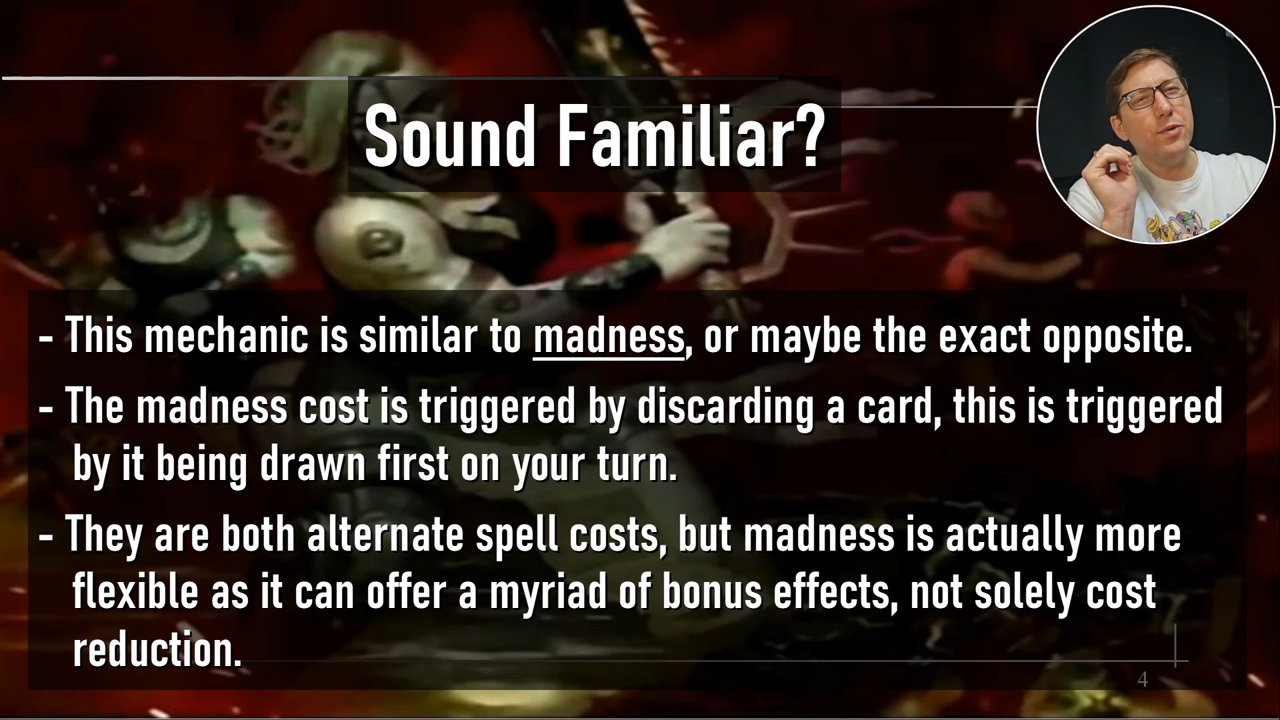 Sound Familiar?
- This mechanic is similar to madness, or maybe the exact opposite.
- The madness cost is triggered by discarding a card, this is triggered
by it being drawn first on your turn.
- They are both alternate spell costs, but madness is actually more
flexible as it can offer a myriad of bonus effects, not solely cost
reduction.
4